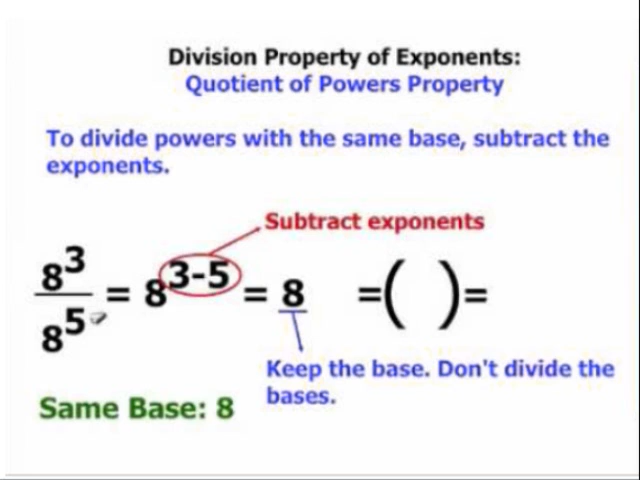 Division Property of Exponents:
Quotient of Powers Property
To divide powers with the same base, subtract the
exponents.
Subtract exponents
8^3/8^5 = 8^(3-5) = 8 =( )=
Keep the base. Don't divide the
bases.
Same Base: 8